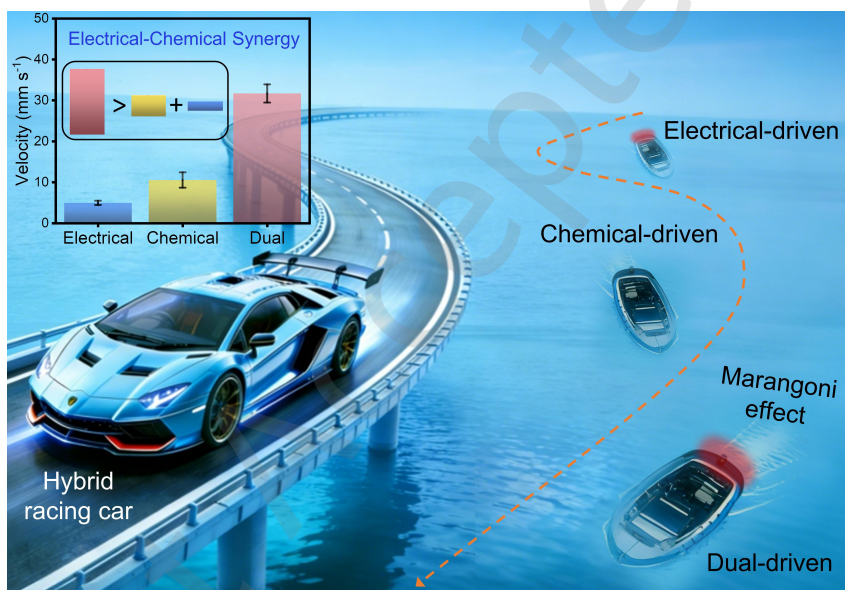 Electrical-Chemical Synergy
Velocity (mm s⁻¹)
50
40
30
20
10
0
> +
Electrical Chemical Dual
Electrical-driven
Chemical-driven
Marangoni
effect
Dual-driven
Hybrid
racing car